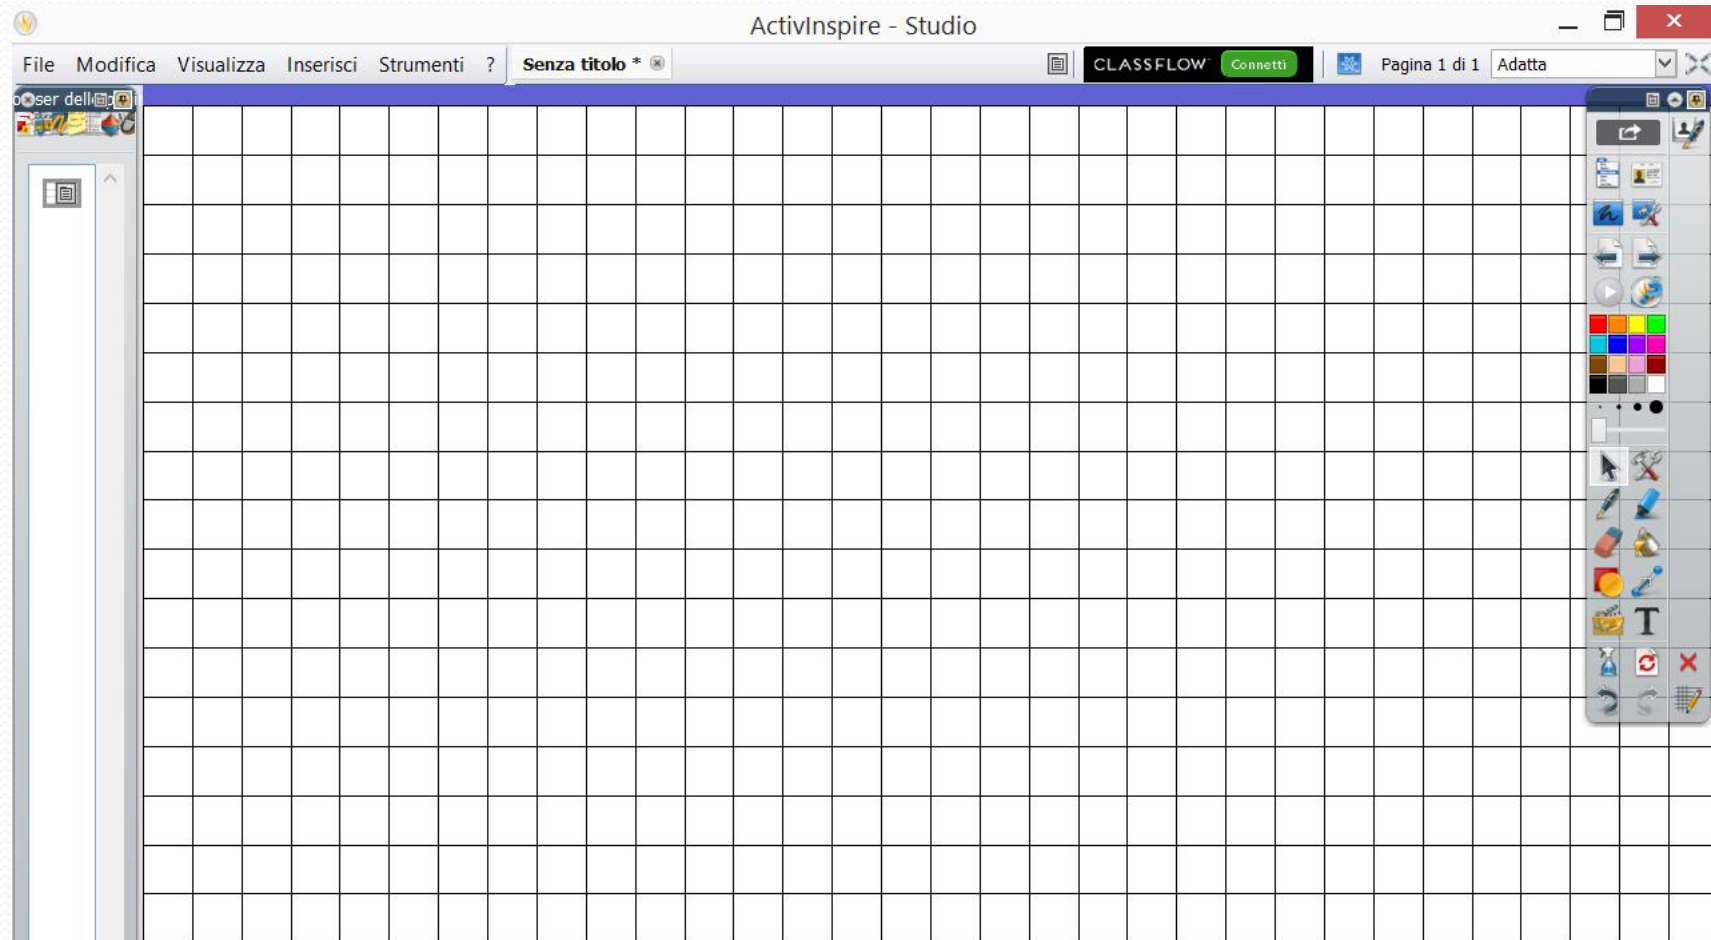 ActivInspire - Studio
File Modifica Visualizza Inserisci Strumenti ? Senza titolo * CLASSFLOW Connetti Pagina 1 di 1 Adatta
T